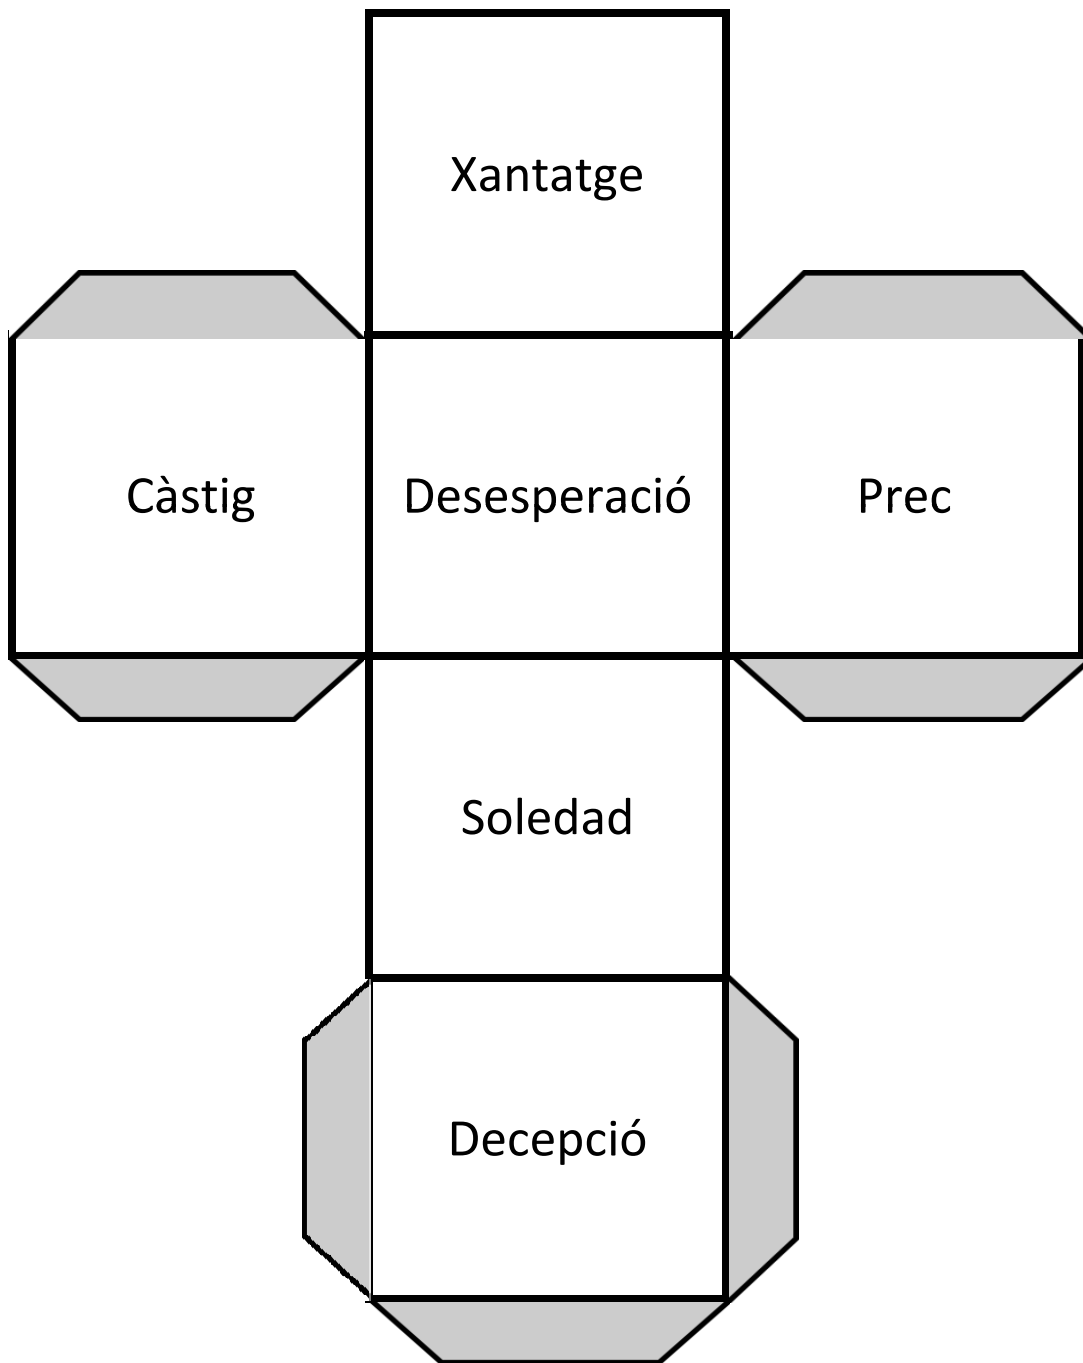 Xantatge
Càstig
Desesperació
Prec
Soledad
Decepció